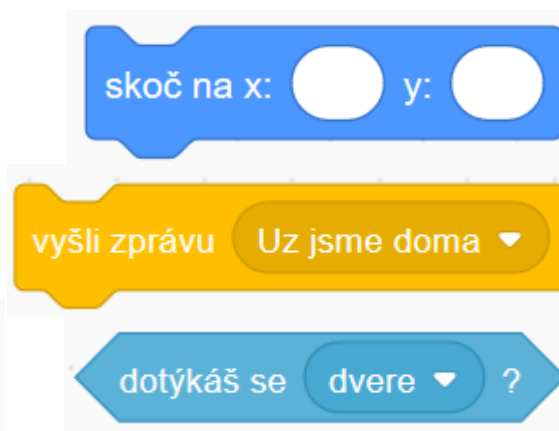 skoč na x: y:
vyšli zprávu Uz jsme doma
dotýkáš se dvere ?